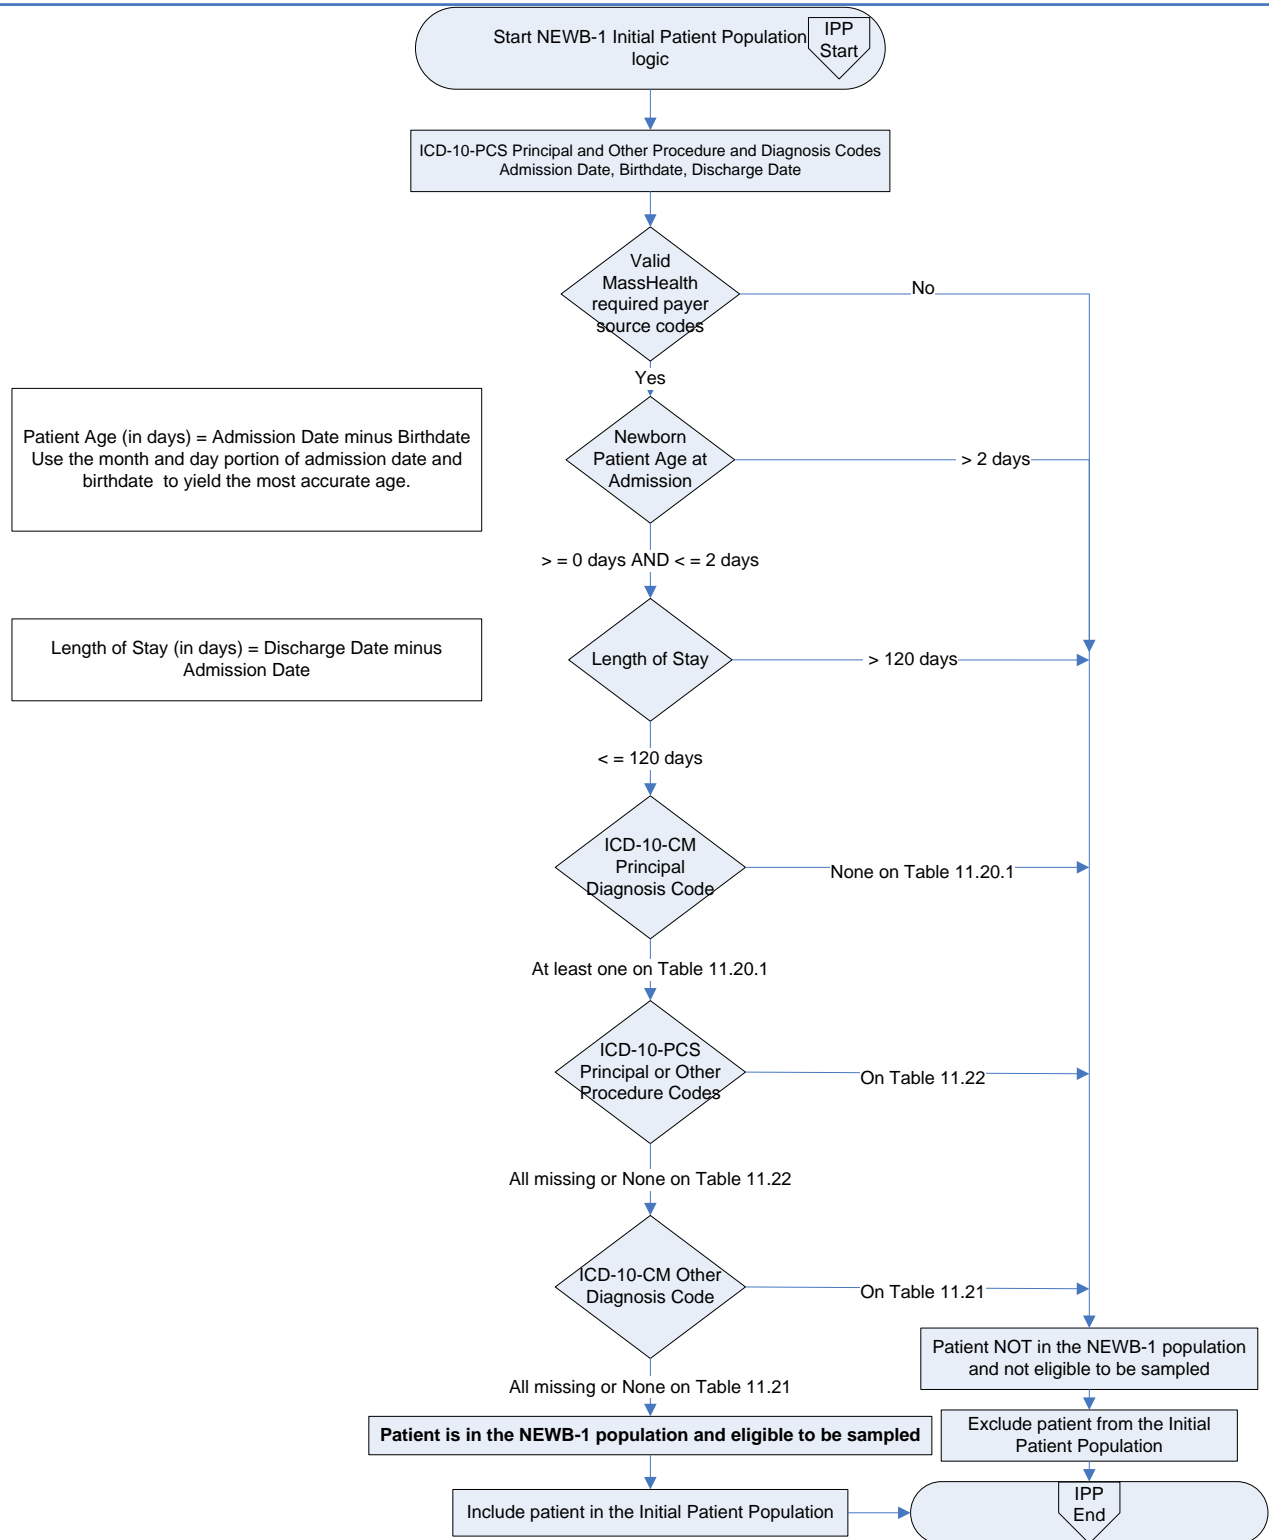 Start NEWB-1 Initial Patient Population
logic
IPP
Start
ICD-10-PCS Principal and Other Procedure and Diagnosis Codes
Admission Date, Birthdate, Discharge Date
Valid
MassHealth
required payer
source codes
No
Yes
Patient Age (in days) = Admission Date minus Birthdate
Use the month and day portion of admission date and
birthdate  to yield the most accurate age.
Newborn
Patient Age at
Admission
> 2 days
> = 0 days AND < = 2 days
Length of Stay (in days) = Discharge Date minus
Admission Date
Length of Stay
> 120 days
< = 120 days
ICD-10-CM
Principal
Diagnosis Code
None on Table 11.20.1
At least one on Table 11.20.1
ICD-10-PCS
Principal or Other
Procedure Codes
On Table 11.22
All missing or None on Table 11.22
ICD-10-CM Other
Diagnosis Code
On Table 11.21
All missing or None on Table 11.21
Patient NOT in the NEWB-1 population
and not eligible to be sampled
Patient is in the NEWB-1 population and eligible to be sampled
Exclude patient from the Initial
Patient Population
Include patient in the Initial Patient Population
IPP
End